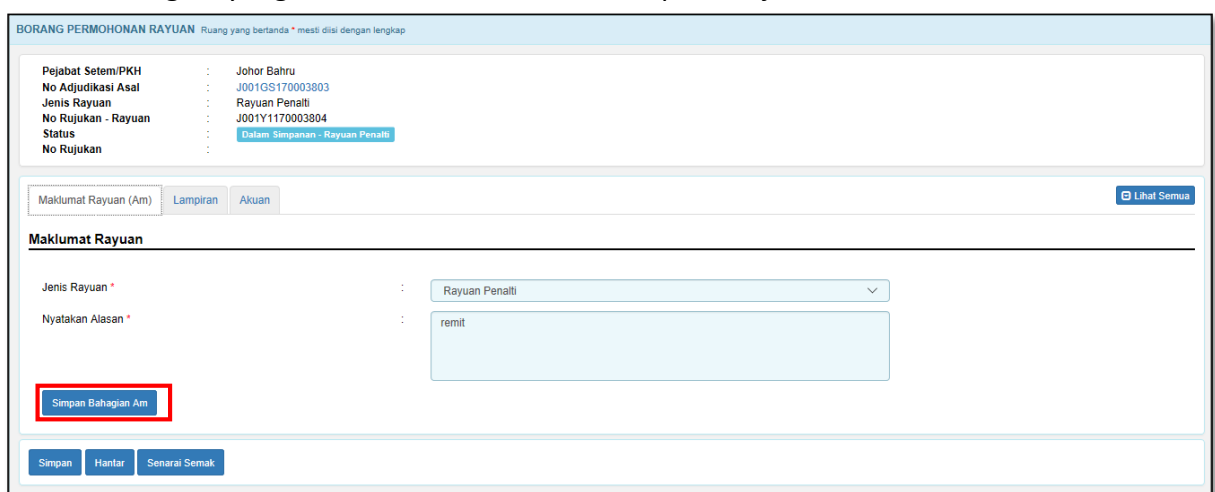 BORANG PERMOHONAN RAYUAN Ruang yang bertanda * mesti diisi dengan lengkap
Pejabat Setem/PKH : Johor Bahru
No Adjudikasi Asal : J001GS170003803
Jenis Rayuan : Rayuan Penalti
No Rujukan - Rayuan : J001Y1170003804
Status : Dalam Simpanan - Rayuan Penalti
No Rujukan :
Maklumat Rayuan (Am) Lampiran Akuan Lihat Semua
Maklumat Rayuan
Jenis Rayuan * : Rayuan Penalti
Nyatakan Alasan * : remit
Simpan Bahagian Am
Simpan Hantar Senarai Semak